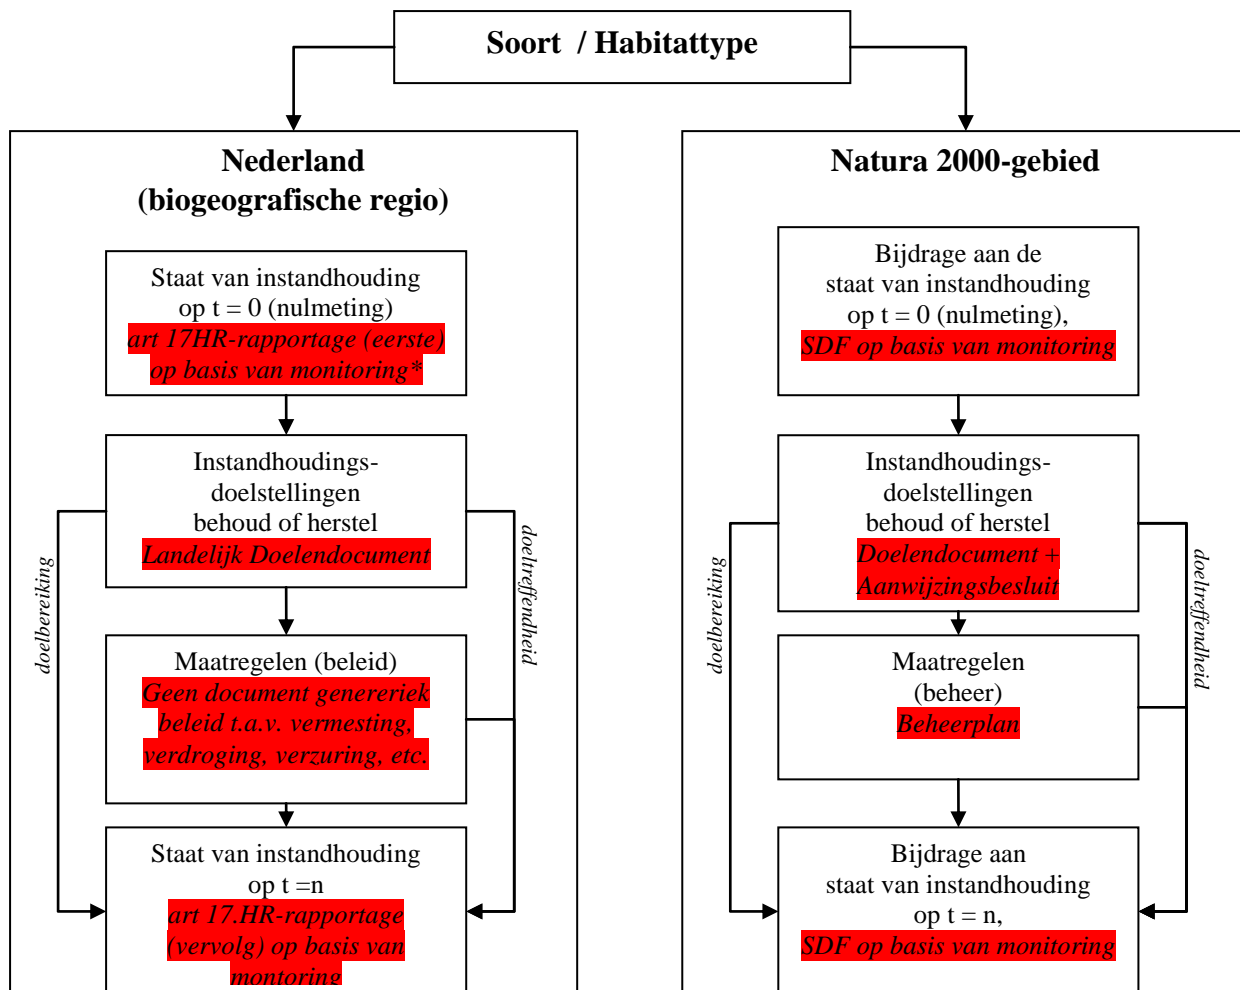 Soort / Habitattype
Nederland
(biogeografische regio)
Staat van instandhouding
op t = 0 (nulmeting)
art 17HR-rapportage (eerste)
op basis van monitoring*
Instandhoudings-
doelstellingen
behoud of herstel
Landelijk Doelendocument
doelbereiking
doeltreffendheid
Maatregelen (beleid)
Geen document genereriek
beleid t.a.v. vermesting,
verdroging, verzuring, etc.
Staat van instandhouding
op t =n
art 17.HR-rapportage
(vervolg) op basis van
montoring
Natura 2000-gebied
Bijdrage aan de
staat van instandhouding
op t = 0 (nulmeting),
SDF op basis van monitoring
Instandhoudings-
doelstellingen
behoud of herstel
Doelendocument +
Aanwijzingsbesluit
doelbereiking
doeltreffendheid
Maatregelen
(beheer)
Beheerplan
Bijdrage aan
staat van instandhouding
op t = n,
SDF op basis van monitoring